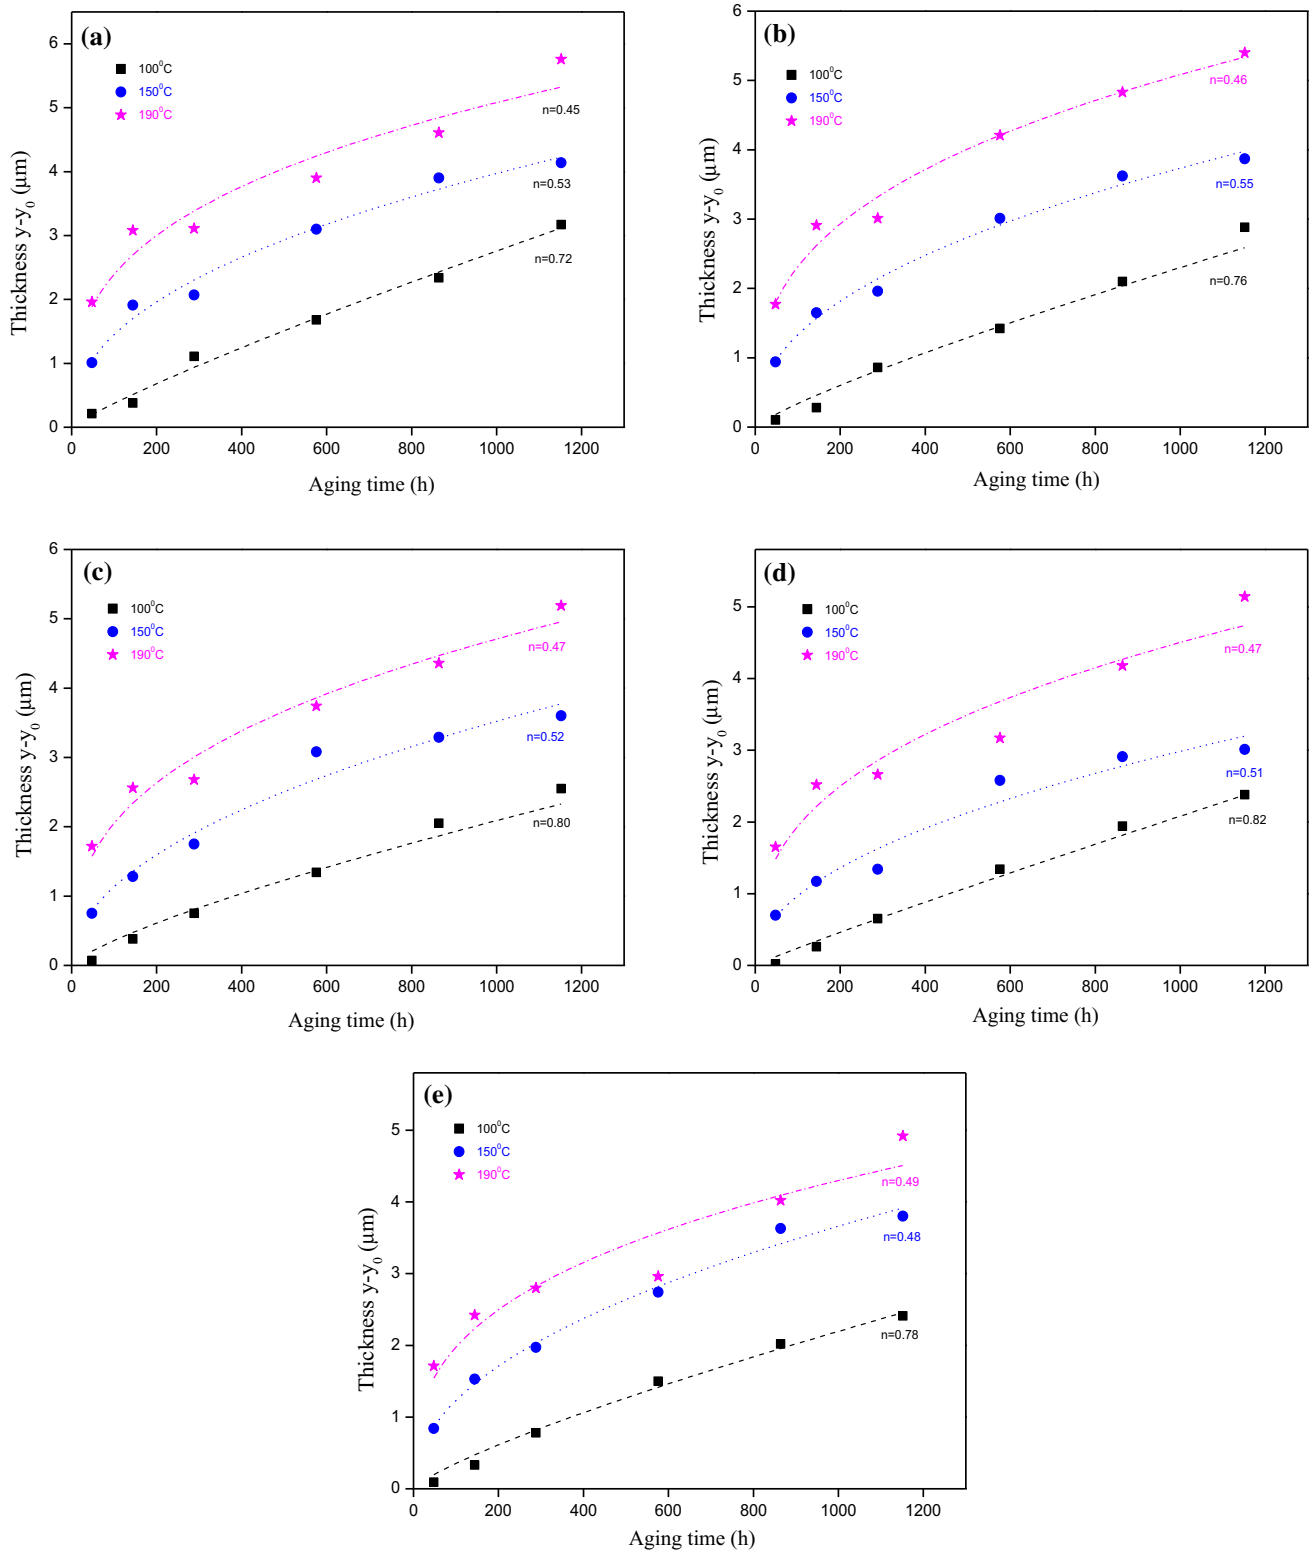 (a)
100⁰C
150⁰C
190⁰C
n=0.45
n=0.53
n=0.72
6
5
4
3
2
1
0
0 200 400 600 800 1000 1200
Thickness y-y₀ (μm)
Aging time (h)
(b)
100⁰C
150⁰C
190⁰C
n=0.46
n=0.55
n=0.76
6
5
4
3
2
1
0
0 200 400 600 800 1000 1200
Thickness y-y₀ (μm)
Aging time (h)
(c)
100⁰C
150⁰C
190⁰C
n=0.47
n=0.52
n=0.80
6
5
4
3
2
1
0
0 200 400 600 800 1000 1200
Thickness y-y₀ (μm)
Aging time (h)
(d)
100⁰C
150⁰C
190⁰C
n=0.47
n=0.51
n=0.82
5
4
3
2
1
0
0 200 400 600 800 1000 1200
Thickness y-y₀ (μm)
Aging time (h)
(e)
100⁰C
150⁰C
190⁰C
n=0.49
n=0.48
n=0.78
5
4
3
2
1
0
0 200 400 600 800 1000 1200
Thickness y-y₀ (μm)
Aging time (h)